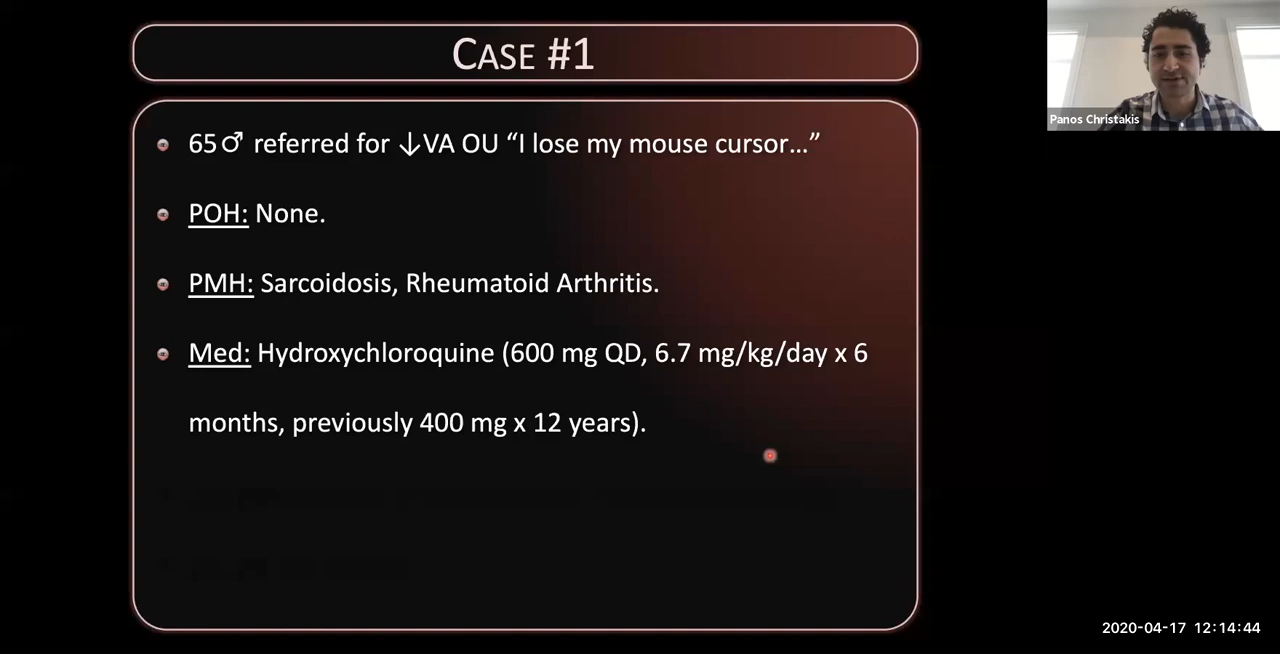 CASE #1
65♂ referred for ↓VA OU “I lose my mouse cursor…”
POH: None.
PMH: Sarcoidosis, Rheumatoid Arthritis.
Med: Hydroxychloroquine (600 mg QD, 6.7 mg/kg/day x 6
months, previously 400 mg x 12 years).
Panos Christakis
2020-04-17 12:14:44